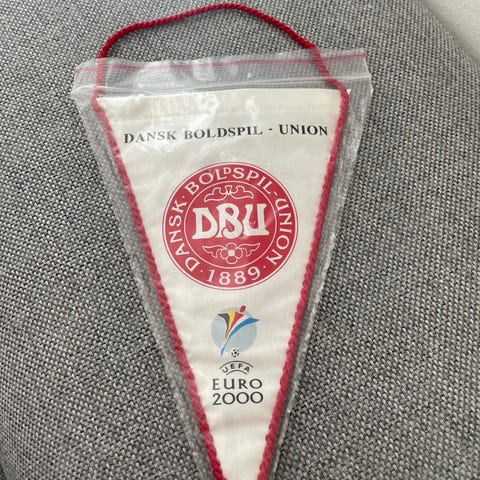 DANSK BOLDSPIL - UNION
DANSK · BOLDSPIL-UNION ·
DBU
1889
UEFA
EURO
2000